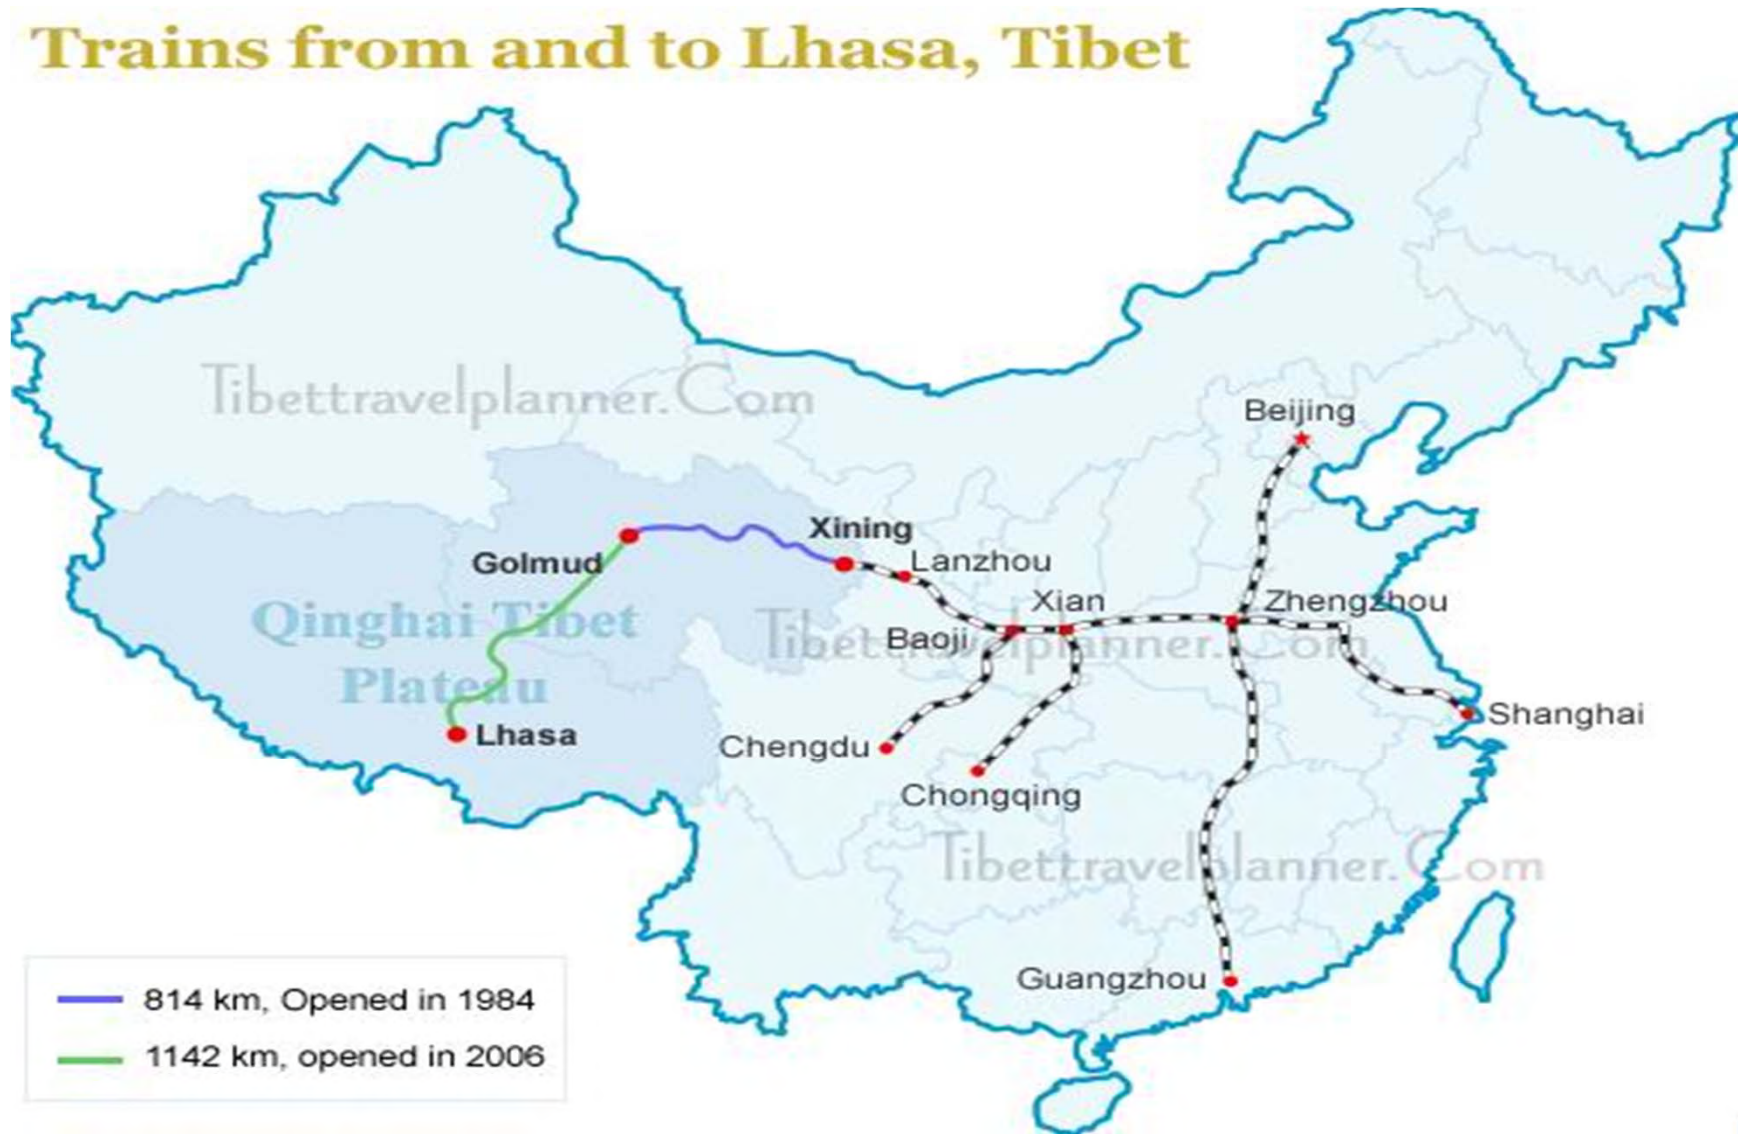 Trains from and to Lhasa, Tibet
Tibettravelplanner.Com
Beijing
Xining
Golmud
Lanzhou
Xian
Zhengzhou
Qinghai Tibet
Plateau
Baoji
Tibettravelplanner.Com
Lhasa
Chengdu
Shanghai
Chongqing
Tibettravelplanner.Com
Guangzhou
814 km, Opened in 1984
1142 km, opened in 2006